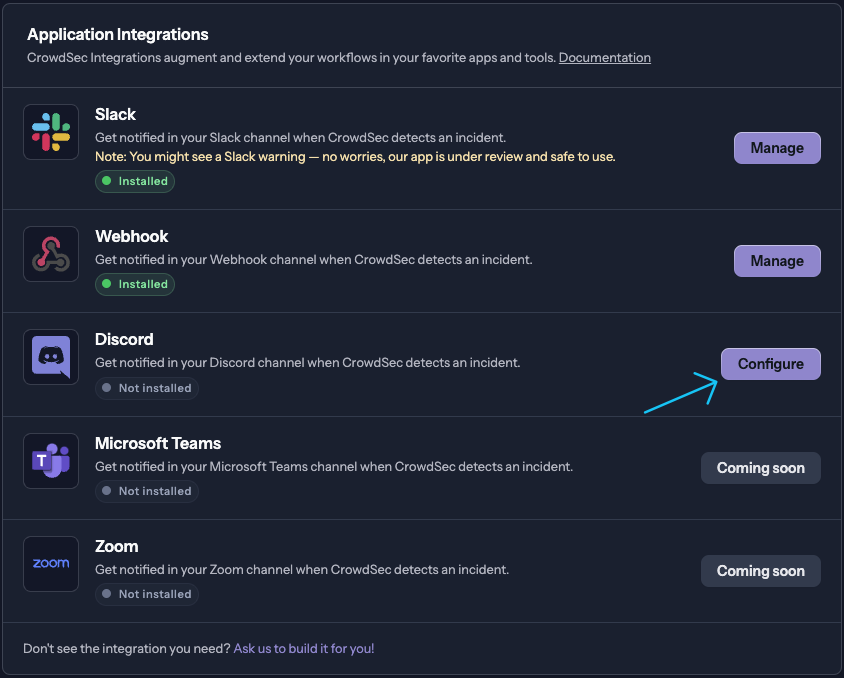 Application Integrations
CrowdSec Integrations augment and extend your workflows in your favorite apps and tools. Documentation
Slack
Get notified in your Slack channel when CrowdSec detects an incident.
Note: You might see a Slack warning — no worries, our app is under review and safe to use.
Installed
Manage
Webhook
Get notified in your Webhook channel when CrowdSec detects an incident.
Installed
Manage
Discord
Get notified in your Discord channel when CrowdSec detects an incident.
Not installed
Configure
T
Microsoft Teams
Get notified in your Microsoft Teams channel when CrowdSec detects an incident.
Not installed
Coming soon
zoom
Zoom
Get notified in your Zoom channel when CrowdSec detects an incident.
Not installed
Coming soon
Don't see the integration you need? Ask us to build it for you!